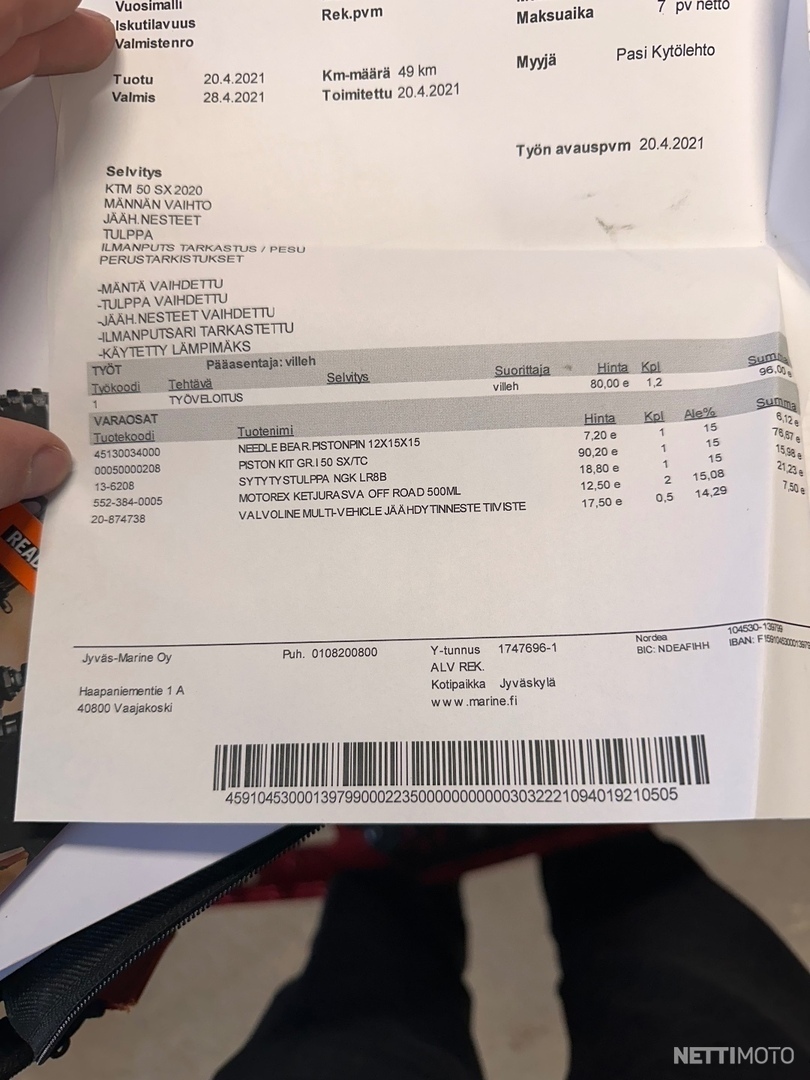 Vuosimalli
Rek.pvm
Maksuaika 7 pv netto
Iskutilavuus
Valmistenro
Myyjä Pasi Kytölehto
Tuotu 20.4.2021 Km-määrä 49 km
Valmis 28.4.2021 Toimitettu 20.4.2021
Työn avauspvm 20.4.2021
Selvitys
KTM 50 SX 2020
MÄNNÄN VAIHTO
JÄÄH.NESTEET
TULPPA
ILMANPUTS TARKASTUS / PESU
PERUSTARKISTUKSET
-MÄNTÄ VAIHDETTU
-TULPPA VAIHDETTU
-JÄÄH.NESTEET VAIHDETTU
-ILMANPUTSARI TARKASTETTU
-KÄYTETTY LÄMPIMÄKS
TYÖT Pääasentaja: villeh
Työkoodi Tehtävä Selvitys Suorittaja Hinta Kpl Summa
1 TYÖVELOITUS villeh 80,00 e 1,2 96,00 e
VARAOSAT
Tuotekoodi Tuotenimi Hinta Kpl Ale% Summa
45130034000 NEEDLE BEAR.PISTONPIN 12X15X15 7,20 e 1 15 6,12 e
00050000208 PISTON KIT GR.I 50 SX/TC 90,20 e 1 15 76,67 e
13-6208 SYTYTYSTULPPA NGK LR8B 18,80 e 1 15 15,98 e
552-384-0005 MOTOREX KETJURASVA OFF ROAD 500ML 12,50 e 2 15,08 21,23 e
20-874738 VALVOLINE MULTI-VEHICLE JÄÄHDYTINNESTE TIIVISTE 17,50 e 0,5 14,29 7,50 e
Jyväs-Marine Oy Puh. 0108200800 Y-tunnus 1747696-1 Nordea 104530-139799
ALV REK. BIC: NDEAFIHH IBAN:
Haapaniementie 1 A Kotipaikka Jyväskylä
40800 Vaajakoski www.marine.fi
459104530001397990002235000000000003032221094019210505
READ
NETTIMOTO